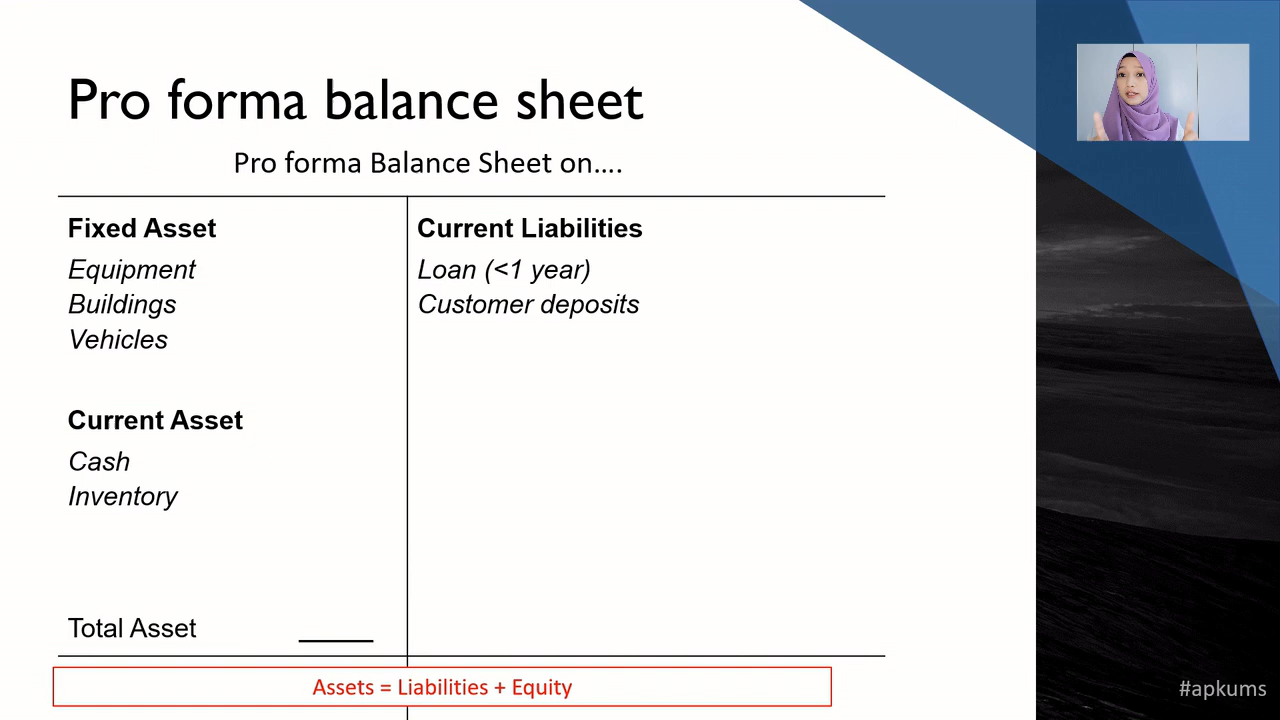 Pro forma balance sheet
Pro forma Balance Sheet on....
Fixed Asset
Equipment
Buildings
Vehicles
Current Asset
Cash
Inventory
Total Asset
Current Liabilities
Loan (<1 year)
Customer deposits
Assets = Liabilities + Equity
#apkums